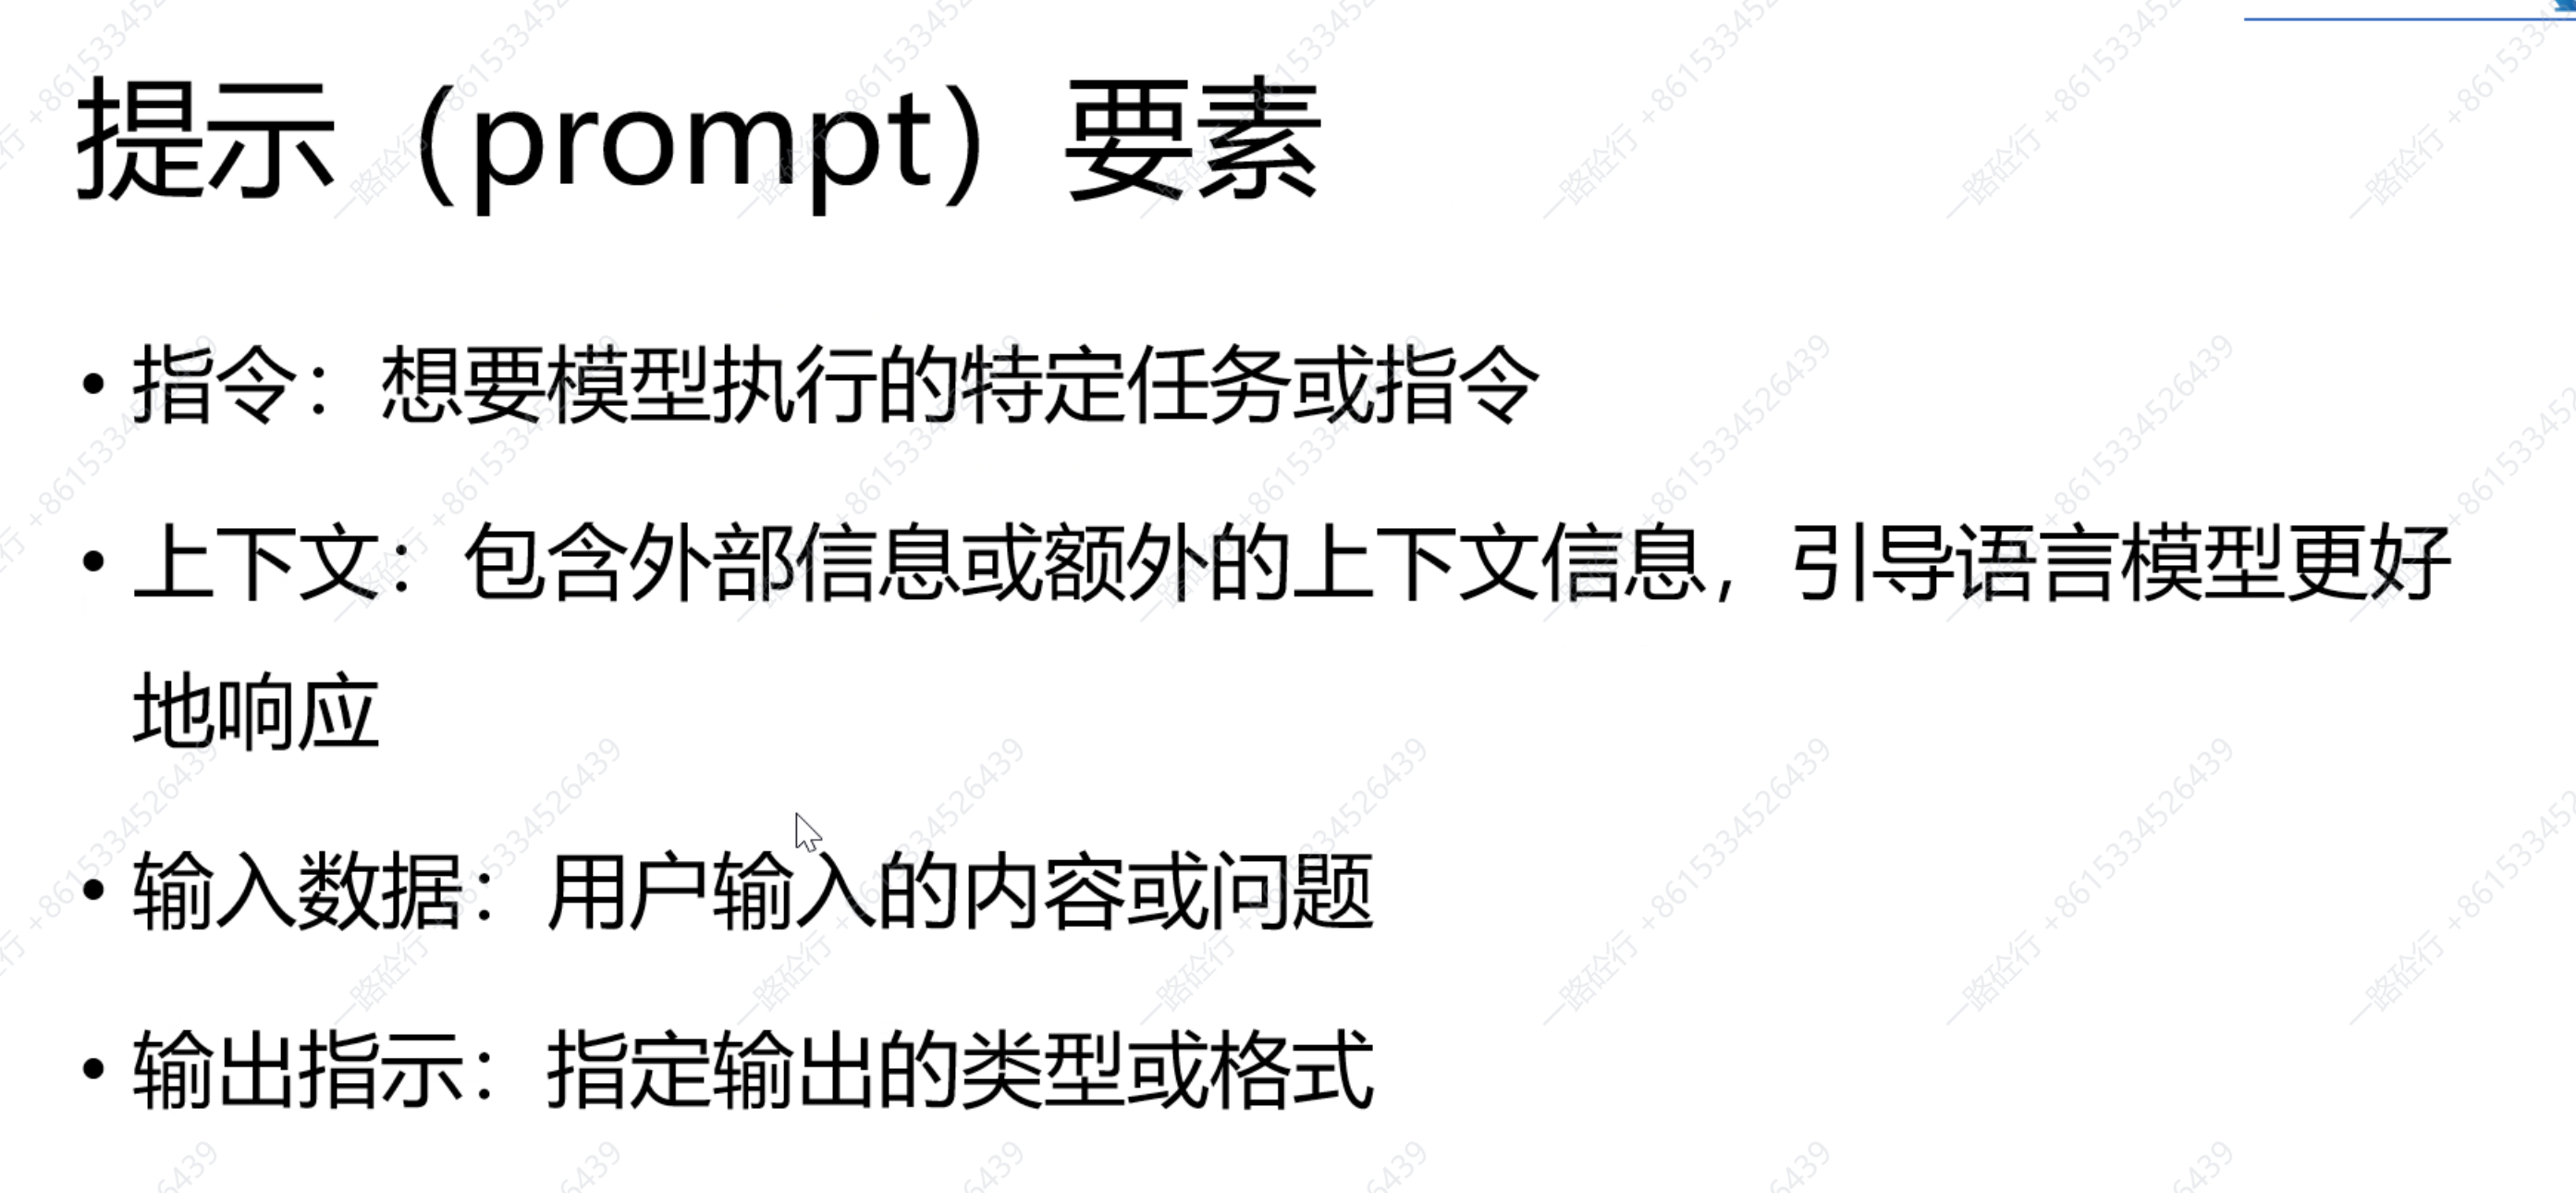 提示（prompt）要素
• 指令：想要模型执行的特定任务或指令
• 上下文：包含外部信息或额外的上下文信息，引导语言模型更好
地响应
• 输入数据：用户输入的内容或问题
• 输出指示：指定输出的类型或格式
一路砼行 +8615333452​6439